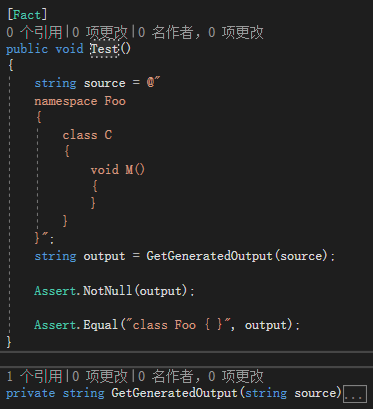 [Fact]
0 个引用|0 项更改|0 名作者, 0 项更改
public void Test()
{
string source = @"
namespace Foo
{
class C
{
void M()
{
}
}
}";
string output = GetGeneratedOutput(source);
Assert.NotNull(output);
Assert.Equal("class Foo { }", output);
}
1 个引用|0 项更改|0 名作者, 0 项更改
private string GetGeneratedOutput(string source)...